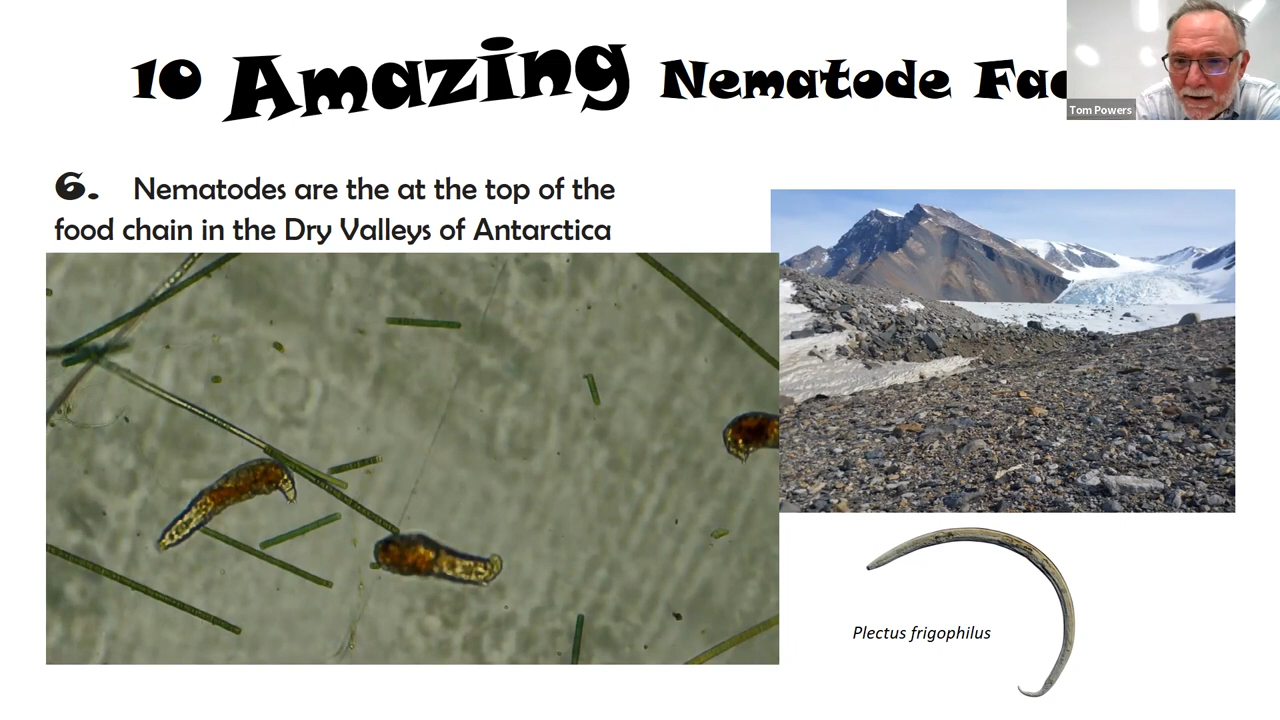 10 Amazing Nematode Fac
Tom Powers
6. Nematodes are the at the top of the
food chain in the Dry Valleys of Antarctica
Plectus frigophilus